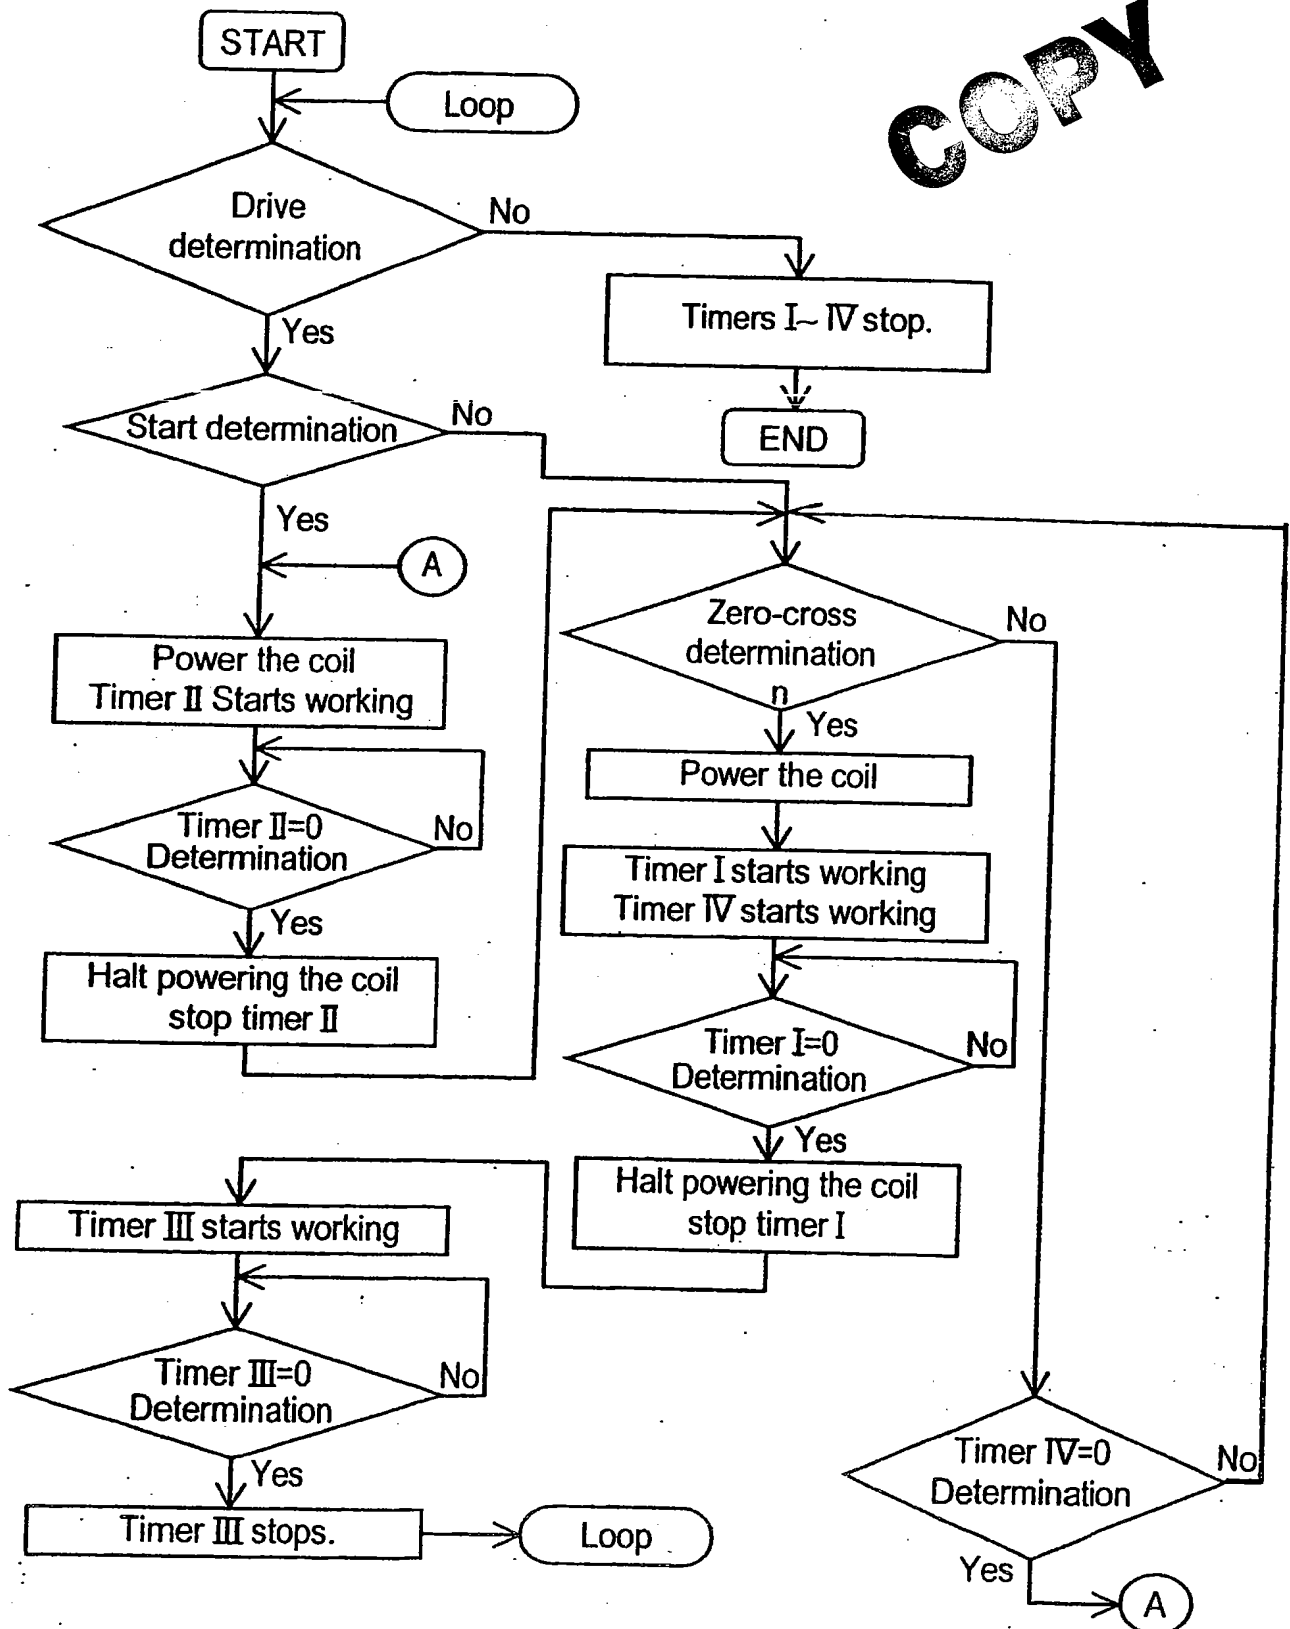 COPY
START
Loop
Drive
determination
No
Yes
Timers Ⅰ~ Ⅳ stop.
END
Start determination
No
Yes
A
Power the coil
Timer Ⅱ Starts working
Timer Ⅱ=0
Determination
No
Yes
Halt powering the coil
stop timer Ⅱ
Zero-cross
determination
n
No
Yes
Power the coil
Timer Ⅰ starts working
Timer Ⅳ starts working
Timer Ⅰ=0
Determination
No
Yes
Halt powering the coil
stop timer Ⅰ
Timer Ⅲ starts working
Timer Ⅲ=0
Determination
No
Yes
Timer Ⅲ stops.
Loop
Timer Ⅳ=0
Determination
No
Yes
A